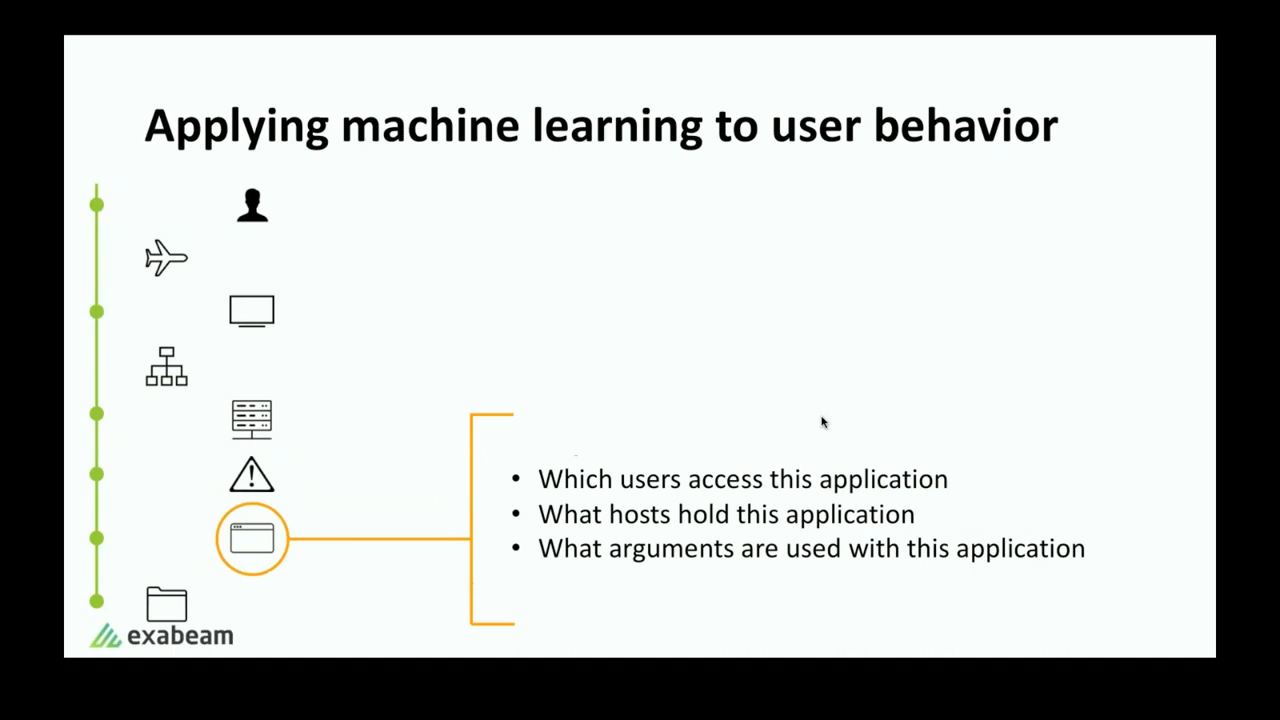 Applying machine learning to user behavior
• Which users access this application
• What hosts hold this application
• What arguments are used with this application
exabeam